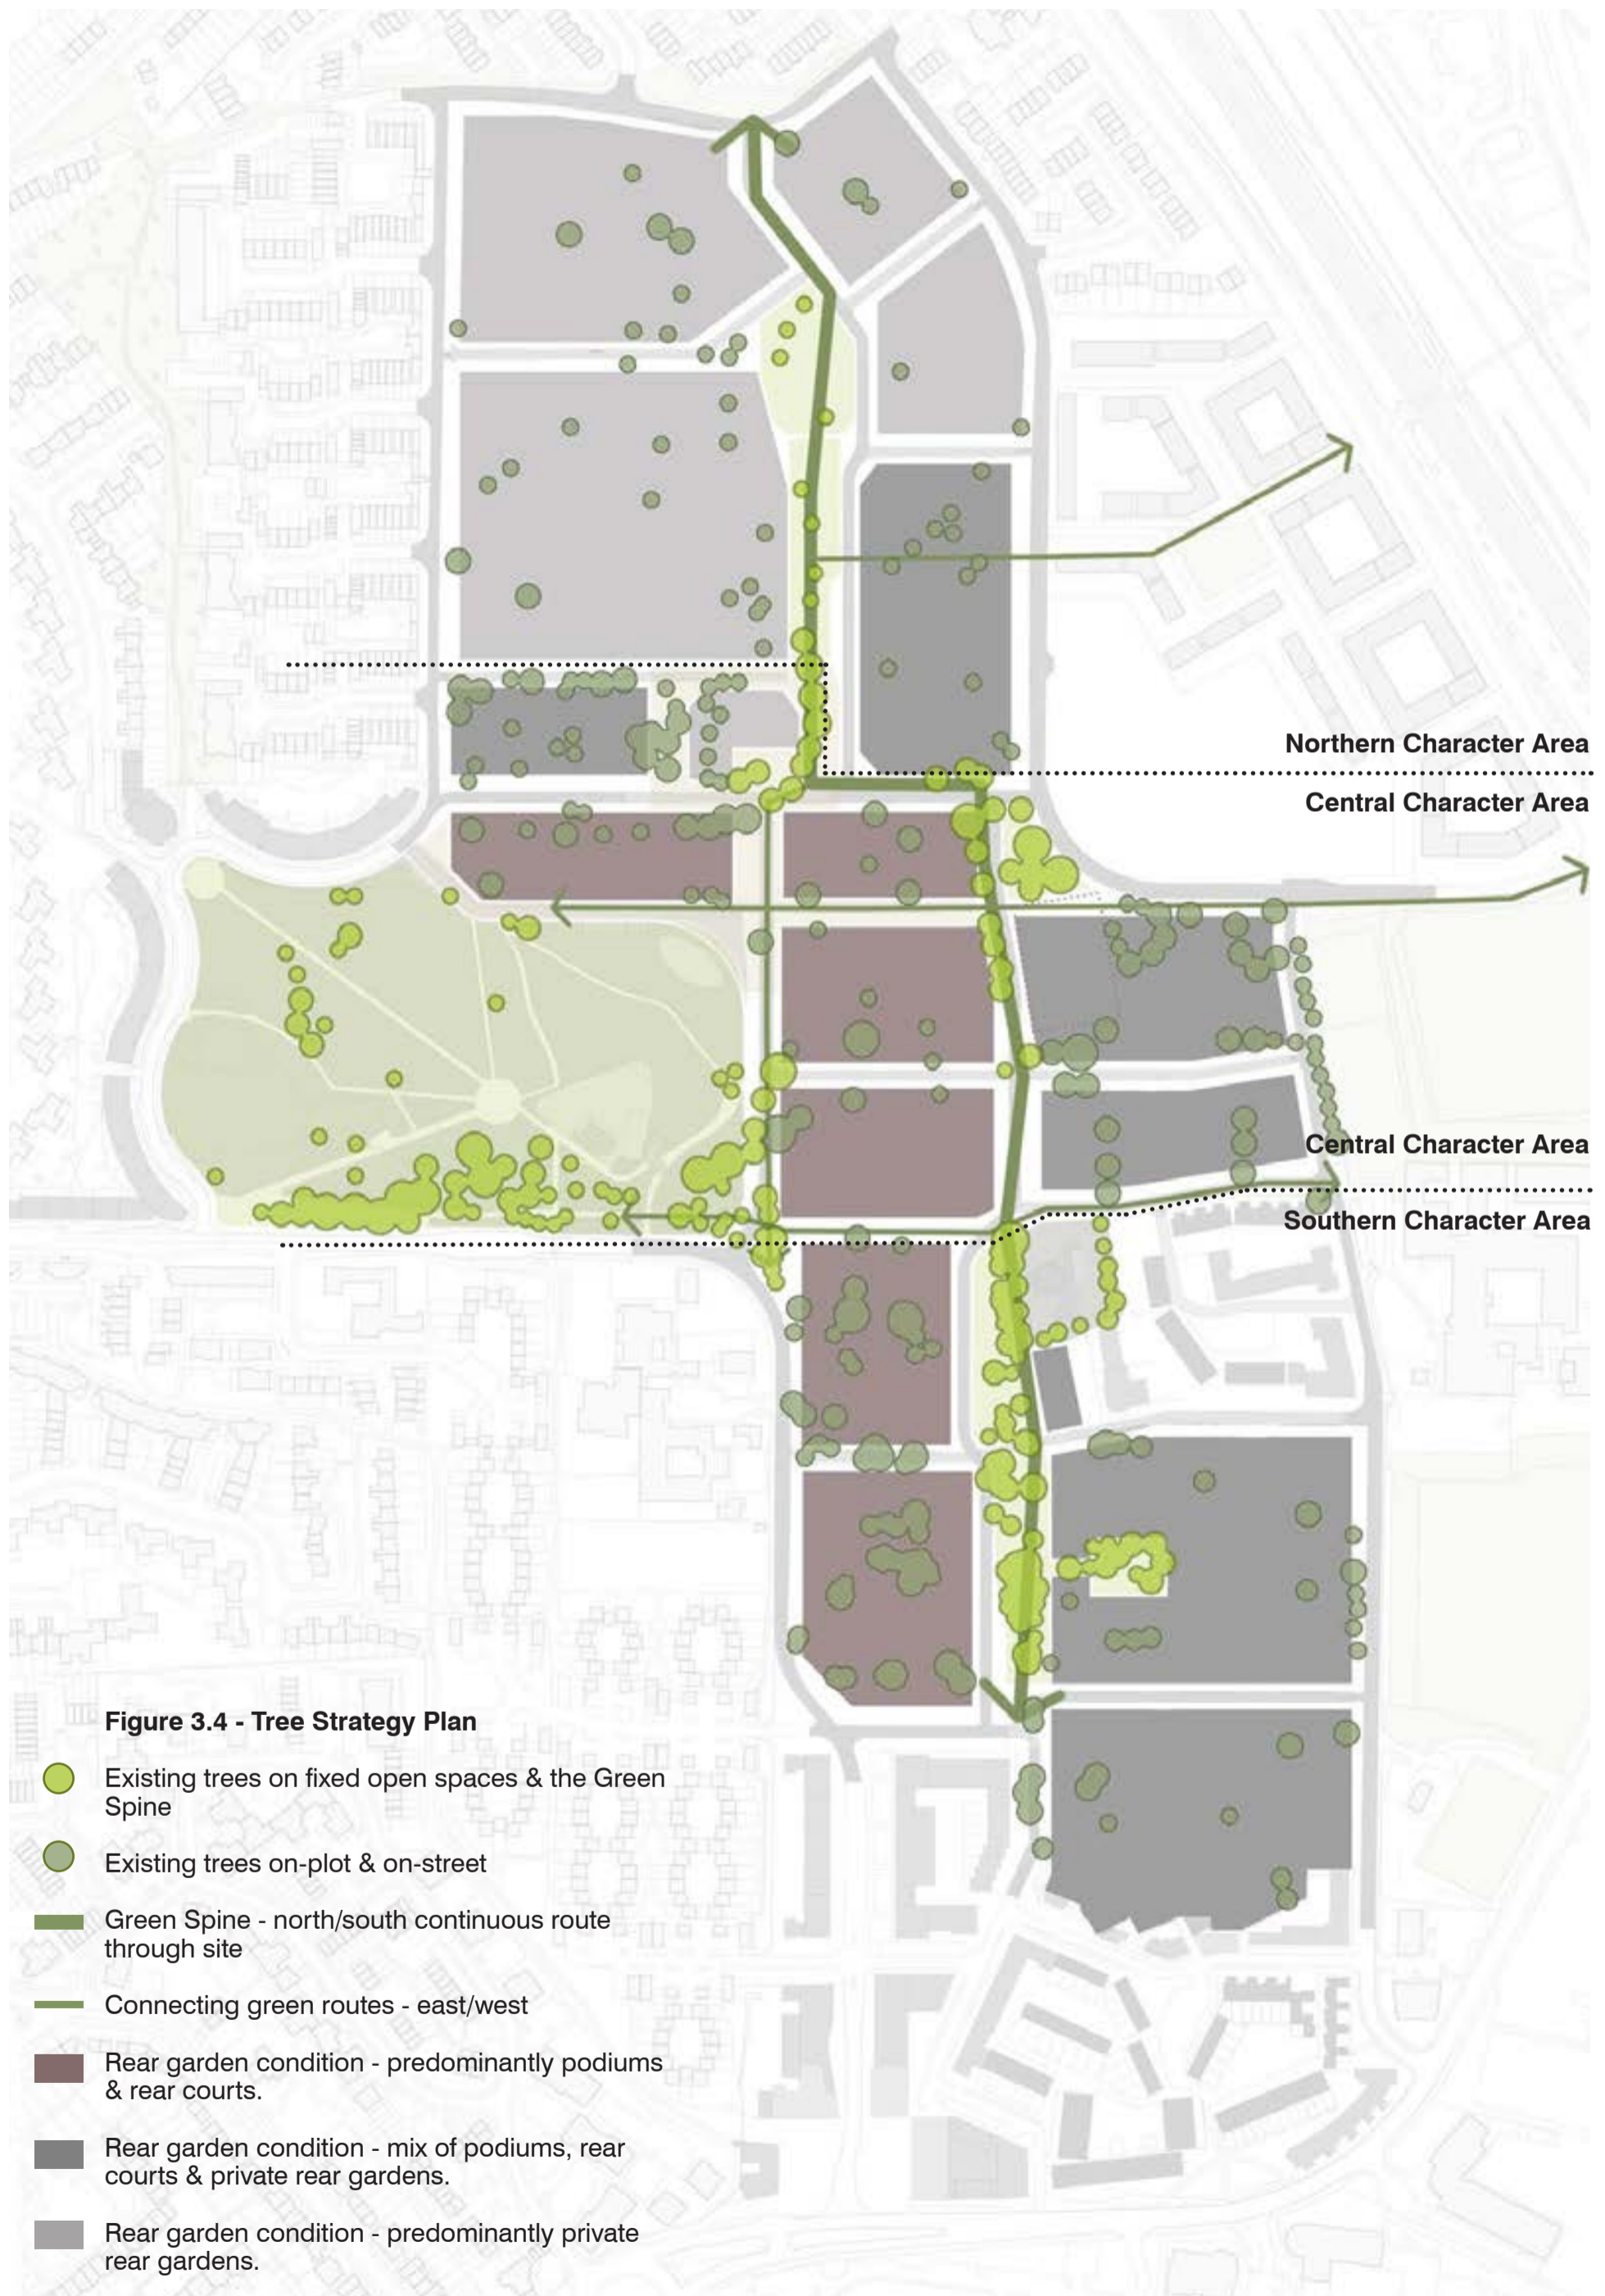 Northern Character Area
Central Character Area
Central Character Area
Southern Character Area
Figure 3.4 - Tree Strategy Plan
Existing trees on fixed open spaces & the Green
Spine
Existing trees on-plot & on-street
Green Spine - north/south continuous route
through site
Connecting green routes - east/west
Rear garden condition - predominantly podiums
& rear courts.
Rear garden condition - mix of podiums, rear
courts & private rear gardens.
Rear garden condition - predominantly private
rear gardens.